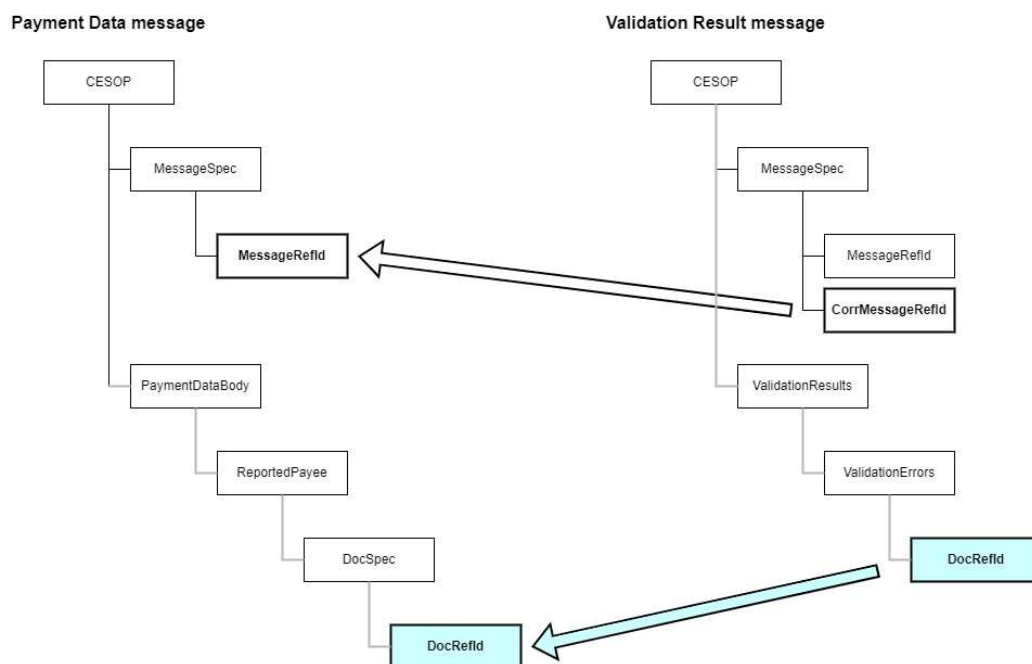 Payment Data message
Validation Result message
CESOP
CESOP
MessageSpec
MessageSpec
MessageRefId
MessageRefId
CorrMessageRefId
PaymentDataBody
ValidationResults
ReportedPayee
ValidationErrors
DocSpec
DocRefId
DocRefId